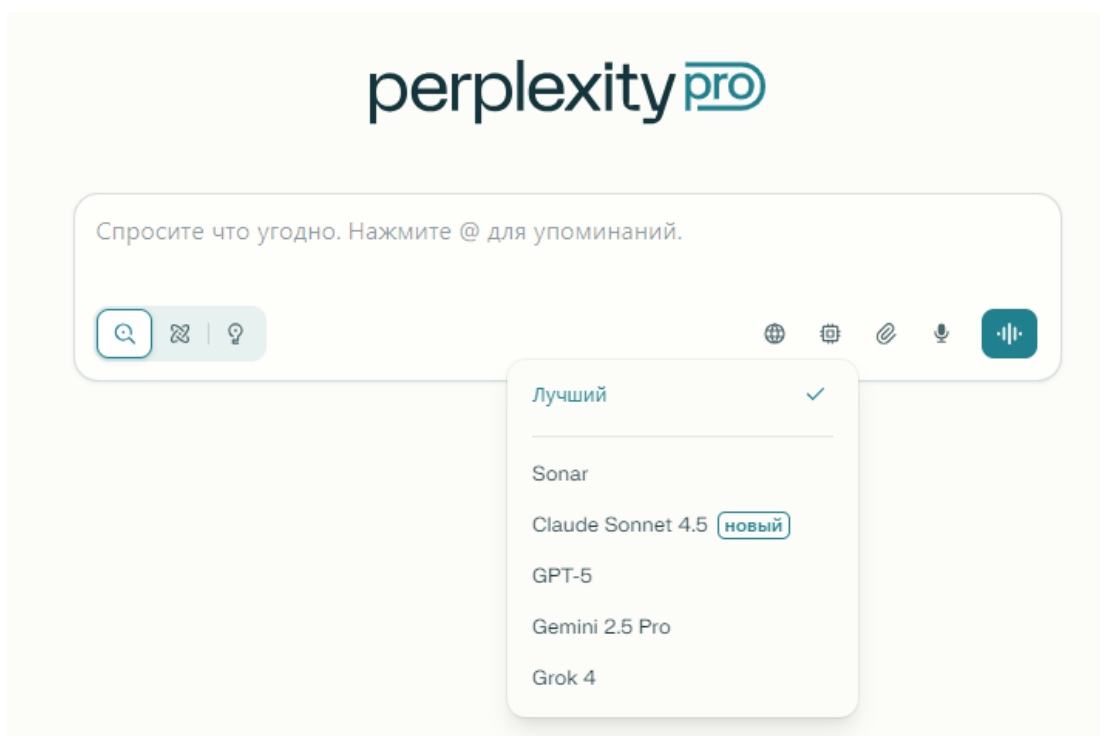 perplexity pro
Спросите что угодно. Нажмите @ для упоминаний.
Лучший
Sonar
Claude Sonnet 4.5 новый
GPT-5
Gemini 2.5 Pro
Grok 4